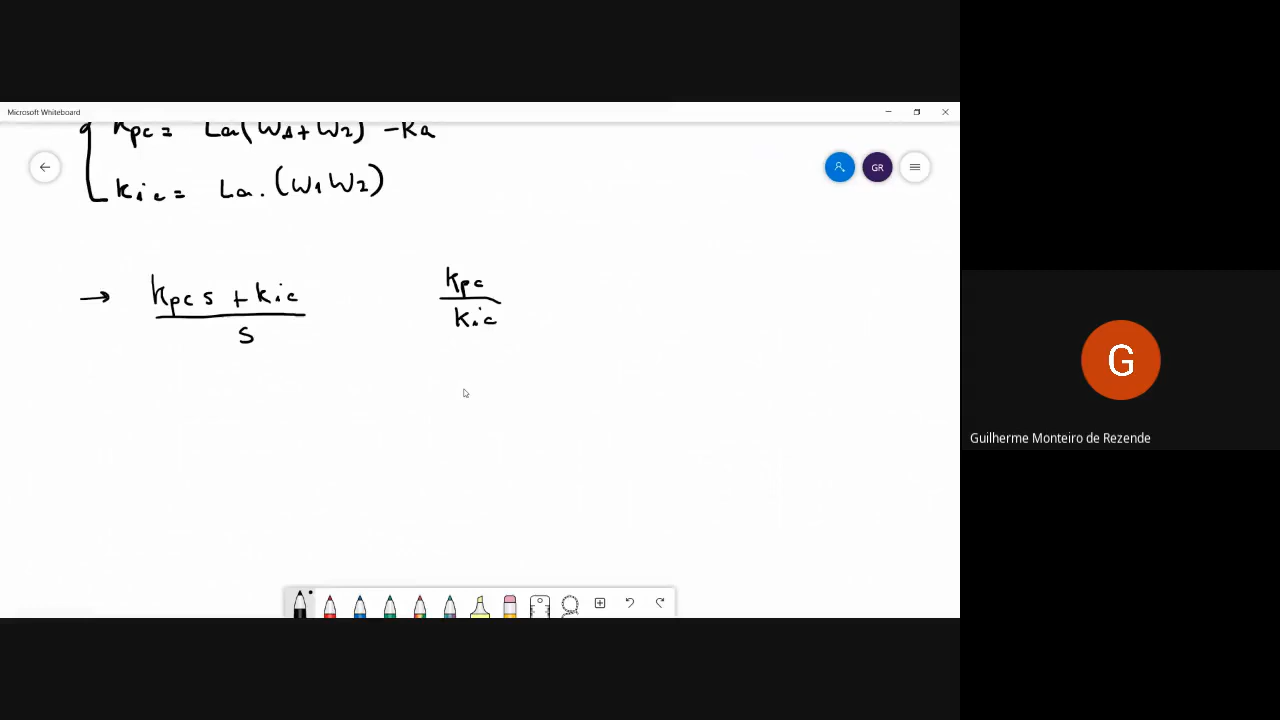 Microsoft Whiteboard
kpc = La(W1+W2) -Ra
kic = La.(W1W2)
GR
→ kpc s + kic
s
kpc
kic
G
Guilherme Monteiro de Rezende